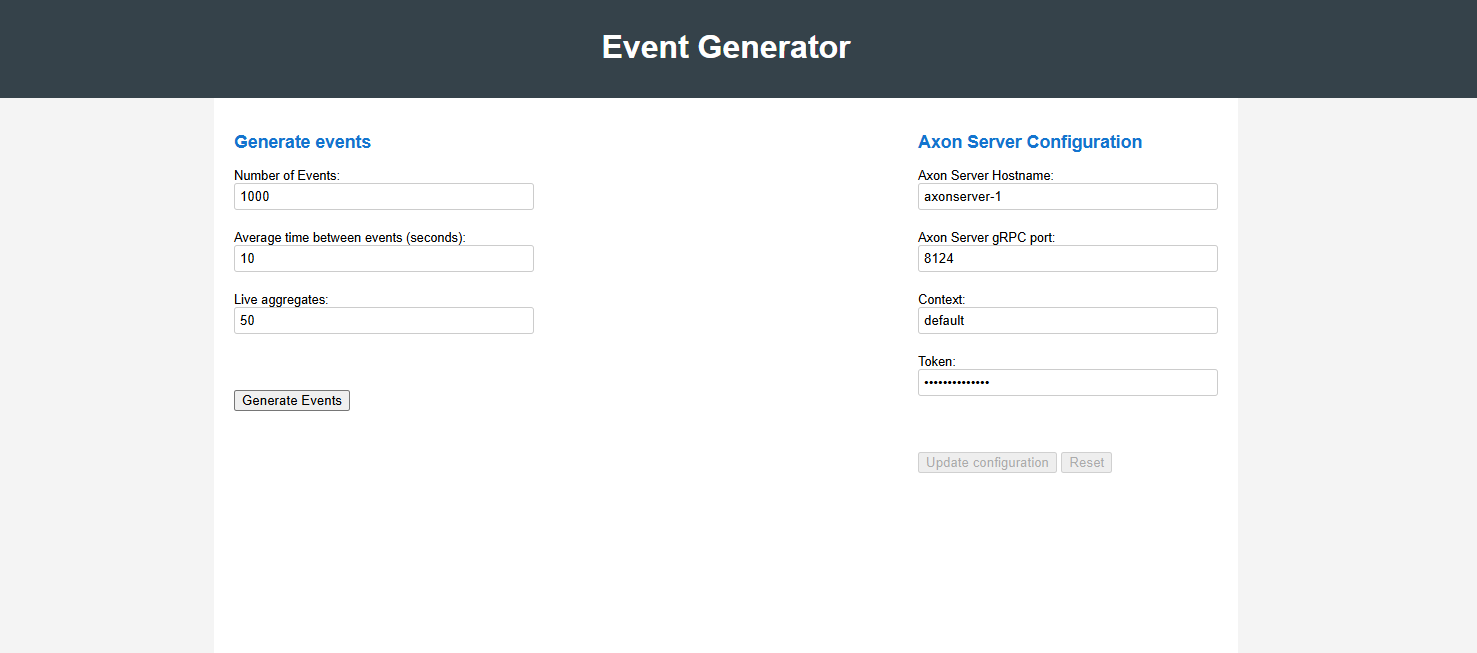 Event Generator
Generate events
Number of Events:
1000
Average time between events (seconds):
10
Live aggregates:
50
Generate Events
Axon Server Configuration
Axon Server Hostname:
axonserver-1
Axon Server gRPC port:
8124
Context:
default
Token:
••••••••••••••
Update configuration Reset